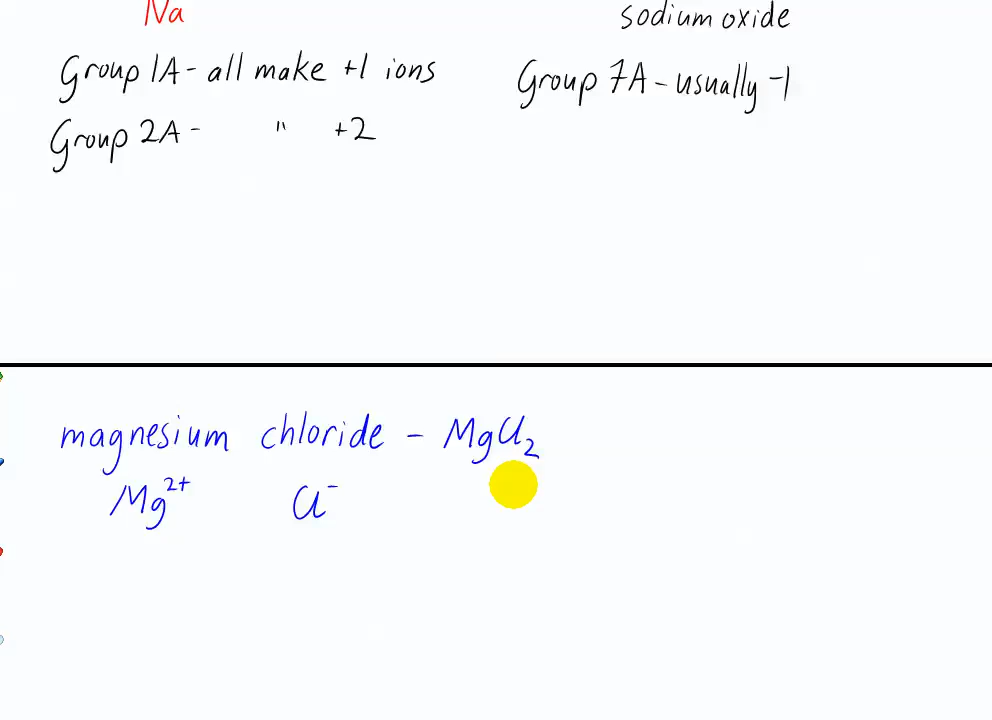 Na
sodium oxide
Group 1A - all make +1 ions
Group 7A - usually -1
Group 2A - " +2
magnesium chloride - MgCl₂
Mg²⁺ Cl⁻